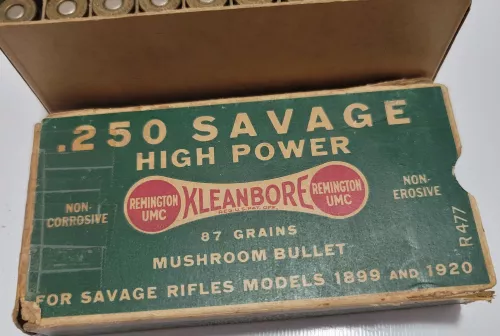 .250 SAVAGE
HIGH POWER
NON-
CORROSIVE
REMINGTON
UMC
KLEANBORE
REMINGTON
UMC
NON-
EROSIVE
87 GRAINS
MUSHROOM BULLET
FOR SAVAGE RIFLES MODELS 1899 AND 1920
R 477